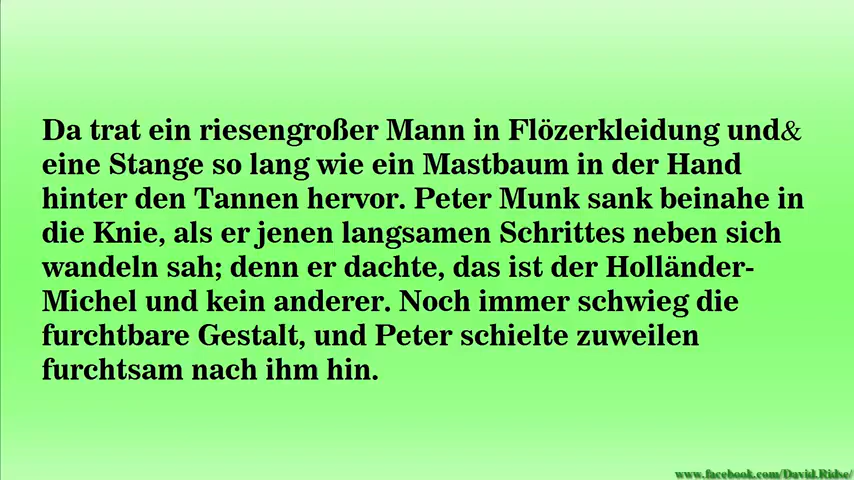 Da trat ein riesengroßer Mann in Flözerkleidung und&
eine Stange so lang wie ein Mastbaum in der Hand
hinter den Tannen hervor. Peter Munk sank beinahe in
die Knie, als er jenen langsamen Schrittes neben sich
wandeln sah; denn er dachte, das ist der Holländer-
Michel und kein anderer. Noch immer schwieg die
furchtbare Gestalt, und Peter schielte zuweilen
furchtsam nach ihm hin.
www.facebook.com/David.Ridse/